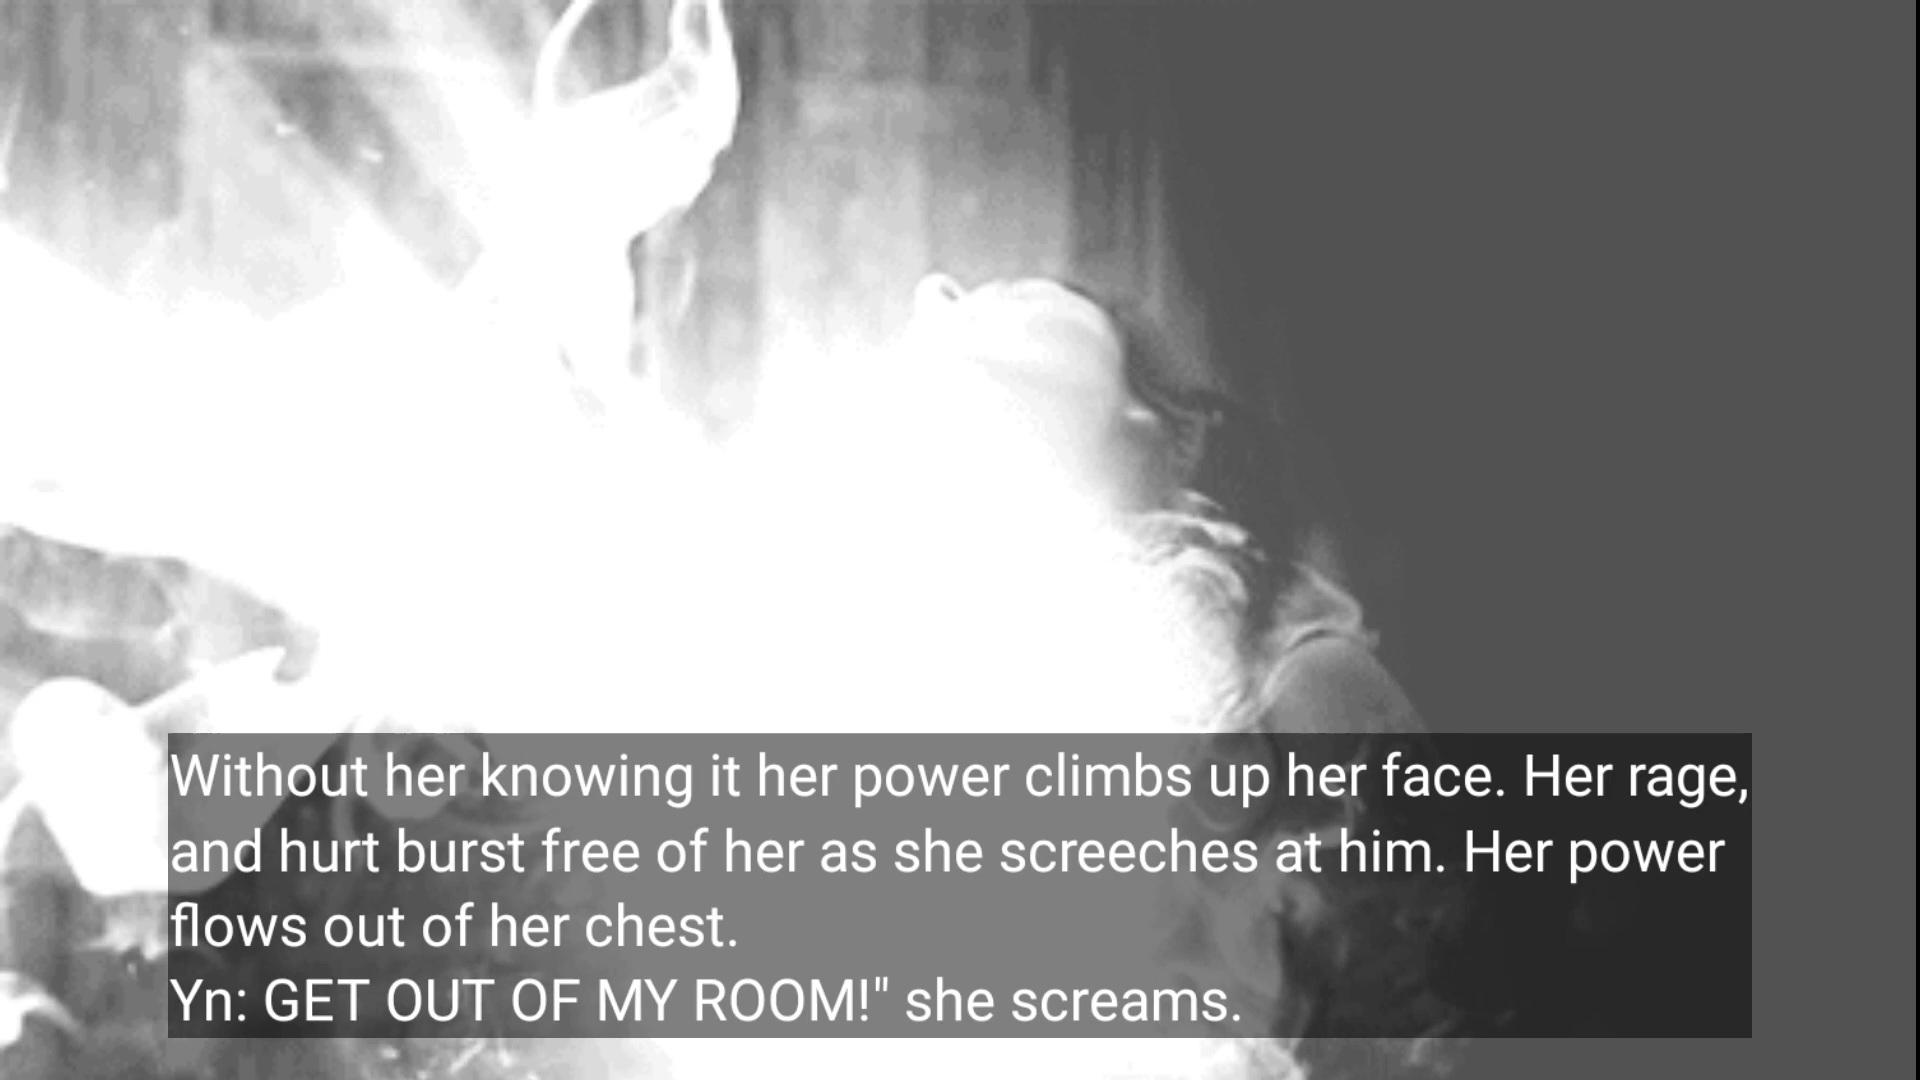 Without her knowing it her power climbs up her face. Her rage,
and hurt burst free of her as she screeches at him. Her power
flows out of her chest.
Yn: GET OUT OF MY ROOM!" she screams.